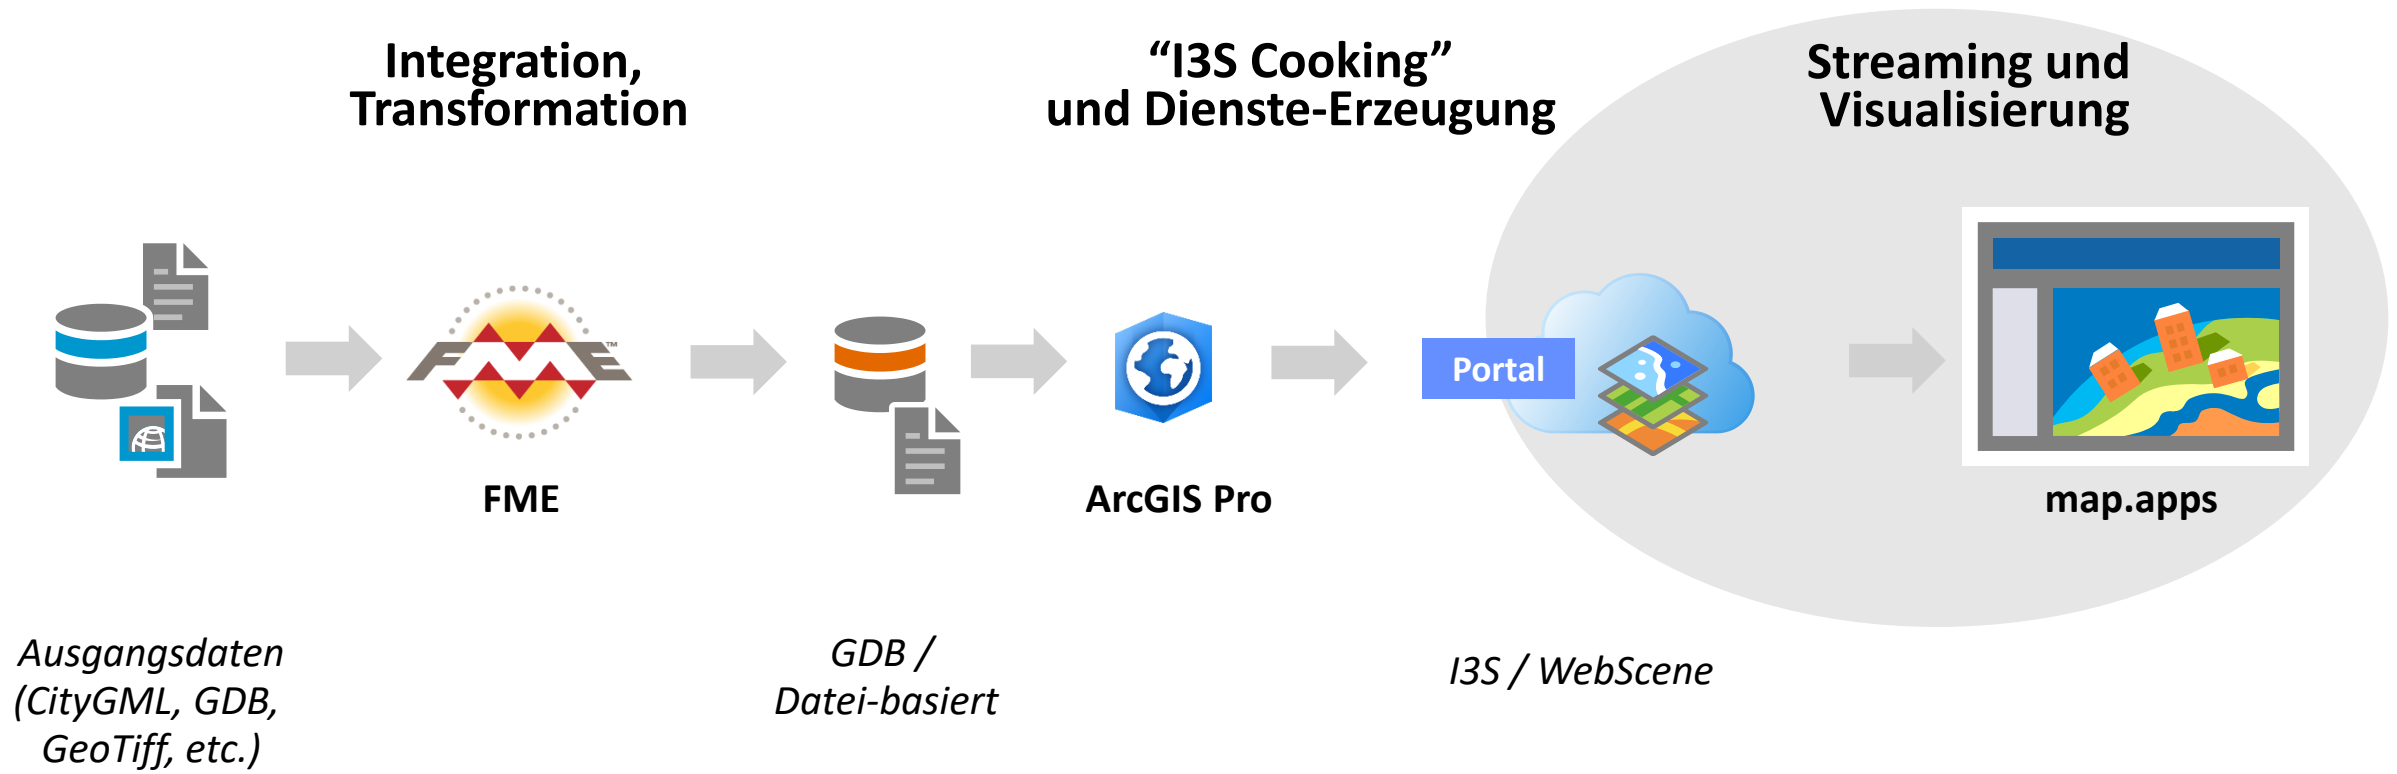 Integration,
Transformation
“I3S Cooking”
und Dienste-Erzeugung
Streaming und
Visualisierung
FME™
Portal
FME
ArcGIS Pro
map.apps
Ausgangsdaten
(CityGML, GDB,
GeoTiff, etc.)
GDB /
Datei-basiert
I3S / WebScene